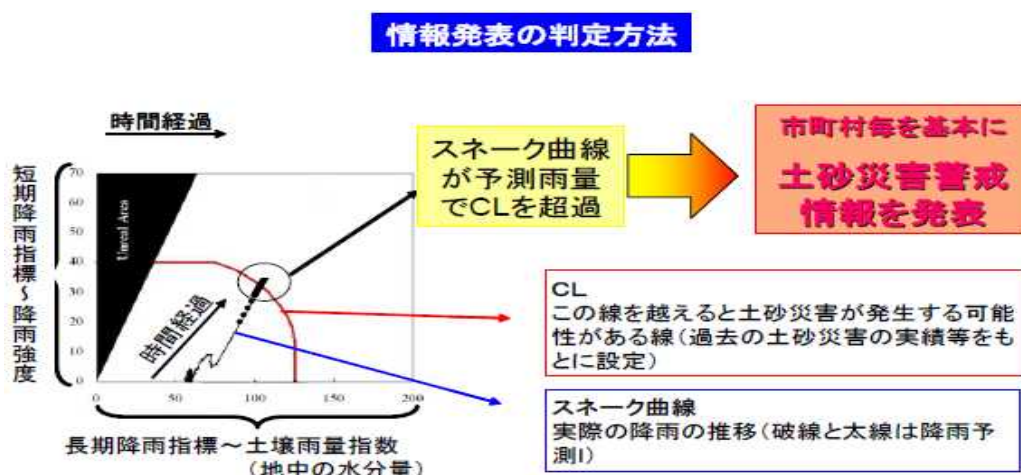 情報発表の判定方法
時間経過
スネーク曲線
が予測雨量
でCLを超過
市町村毎を基本に
土砂災害警戒
情報を発表
短期降雨指標～降雨強度
70
60
50
40
30
20
10
0
Unreal Area
時間経過
0
50
100
150
200
長期降雨指標～土壌雨量指数
(地中の水分量)
CL
この線を越えると土砂災害が発生する可能
性がある線(過去の土砂災害の実績等をも
とに設定)
スネーク曲線
実際の降雨の推移(破線と太線は降雨予
測l)